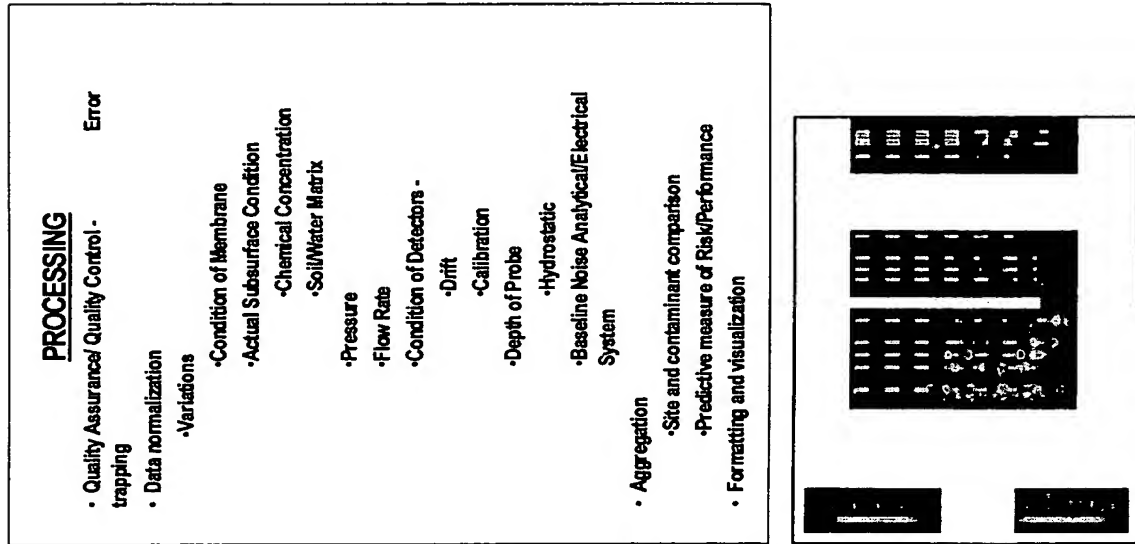 PROCESSING
• Quality Assurance/ Quality Control - Error
trapping
• Data normalization
•Variations
•Condition of Membrane
•Actual Subsurface Condition
•Chemical Concentration
•Soil/Water Matrix
•Pressure
•Flow Rate
•Condition of Detectors -
•Drift
•Calibration
•Depth of Probe
•Hydrostatic
•Baseline Noise Analytical/Electrical
System
• Aggregation
•Site and contaminant comparison
•Predictive measure of Risk/Performance
• Formatting and visualization